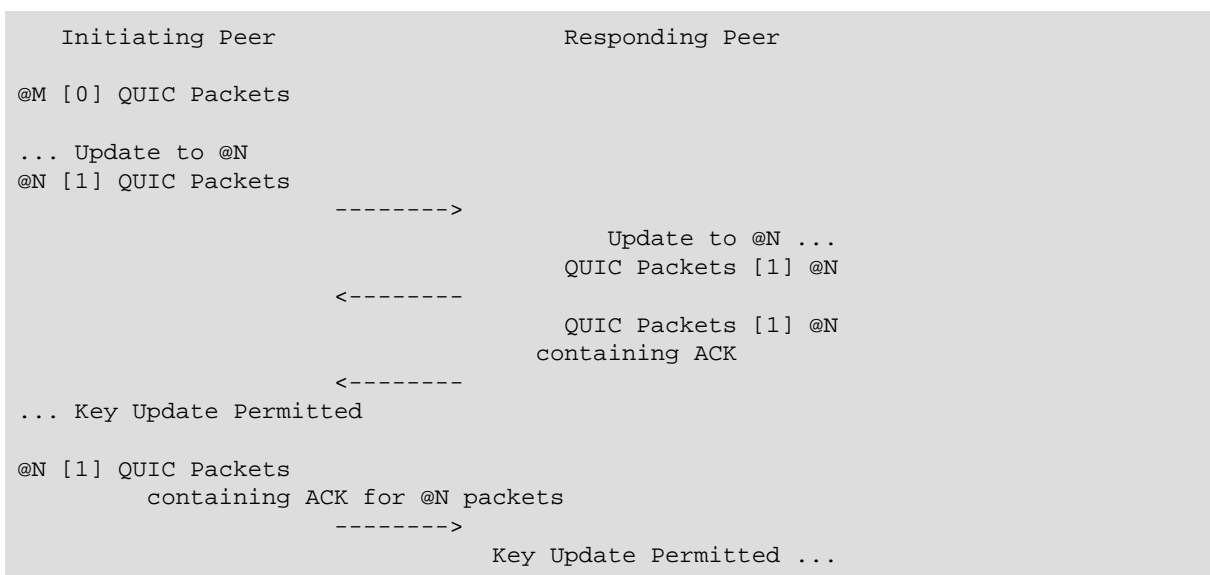 Initiating Peer                    Responding Peer
@M [0] QUIC Packets
... Update to @N
@N [1] QUIC Packets
-------->
Update to @N ...
QUIC Packets [1] @N
<--------
QUIC Packets [1] @N
containing ACK
<--------
... Key Update Permitted
@N [1] QUIC Packets
containing ACK for @N packets
-------->
Key Update Permitted ...